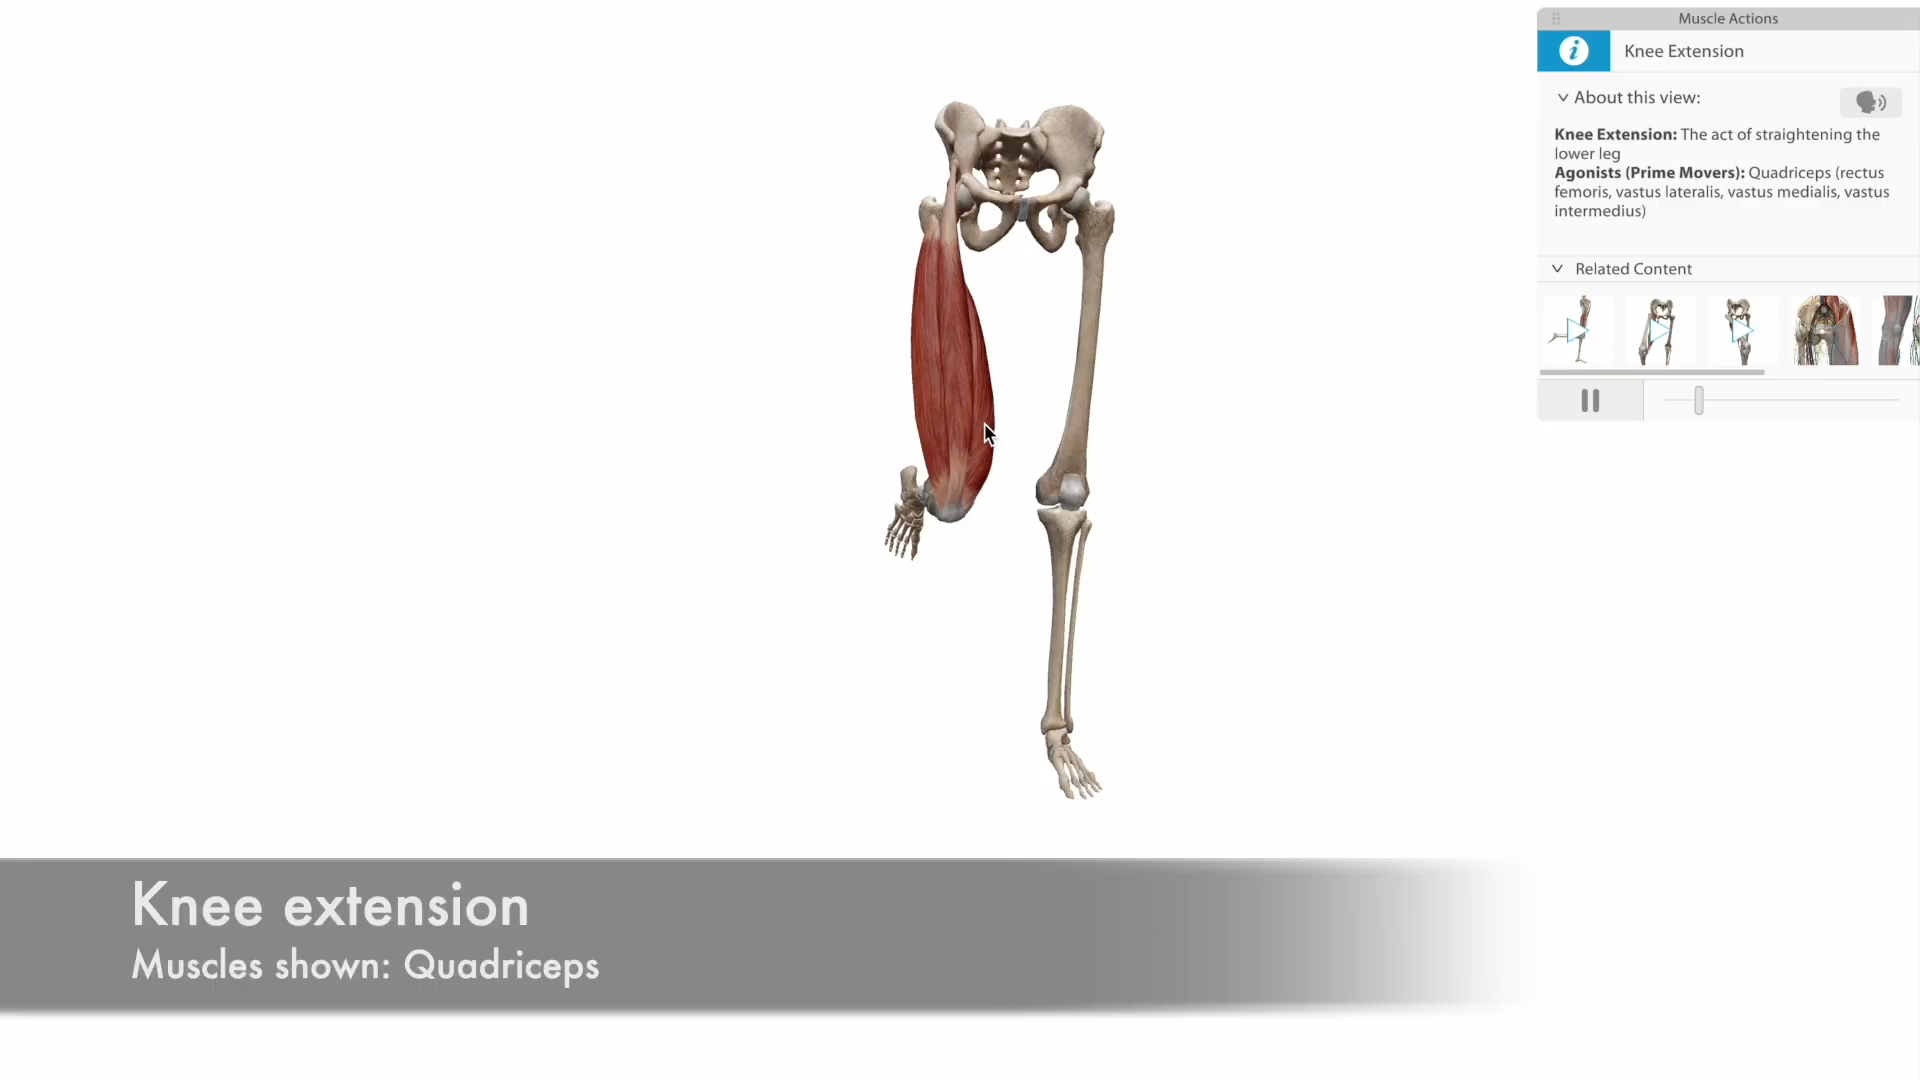 Muscle Actions
Knee Extension
About this view:
Knee Extension: The act of straightening the
lower leg
Agonists (Prime Movers): Quadriceps (rectus
femoris, vastus lateralis, vastus medialis, vastus
intermedius)
Related Content
Knee extension
Muscles shown: Quadriceps